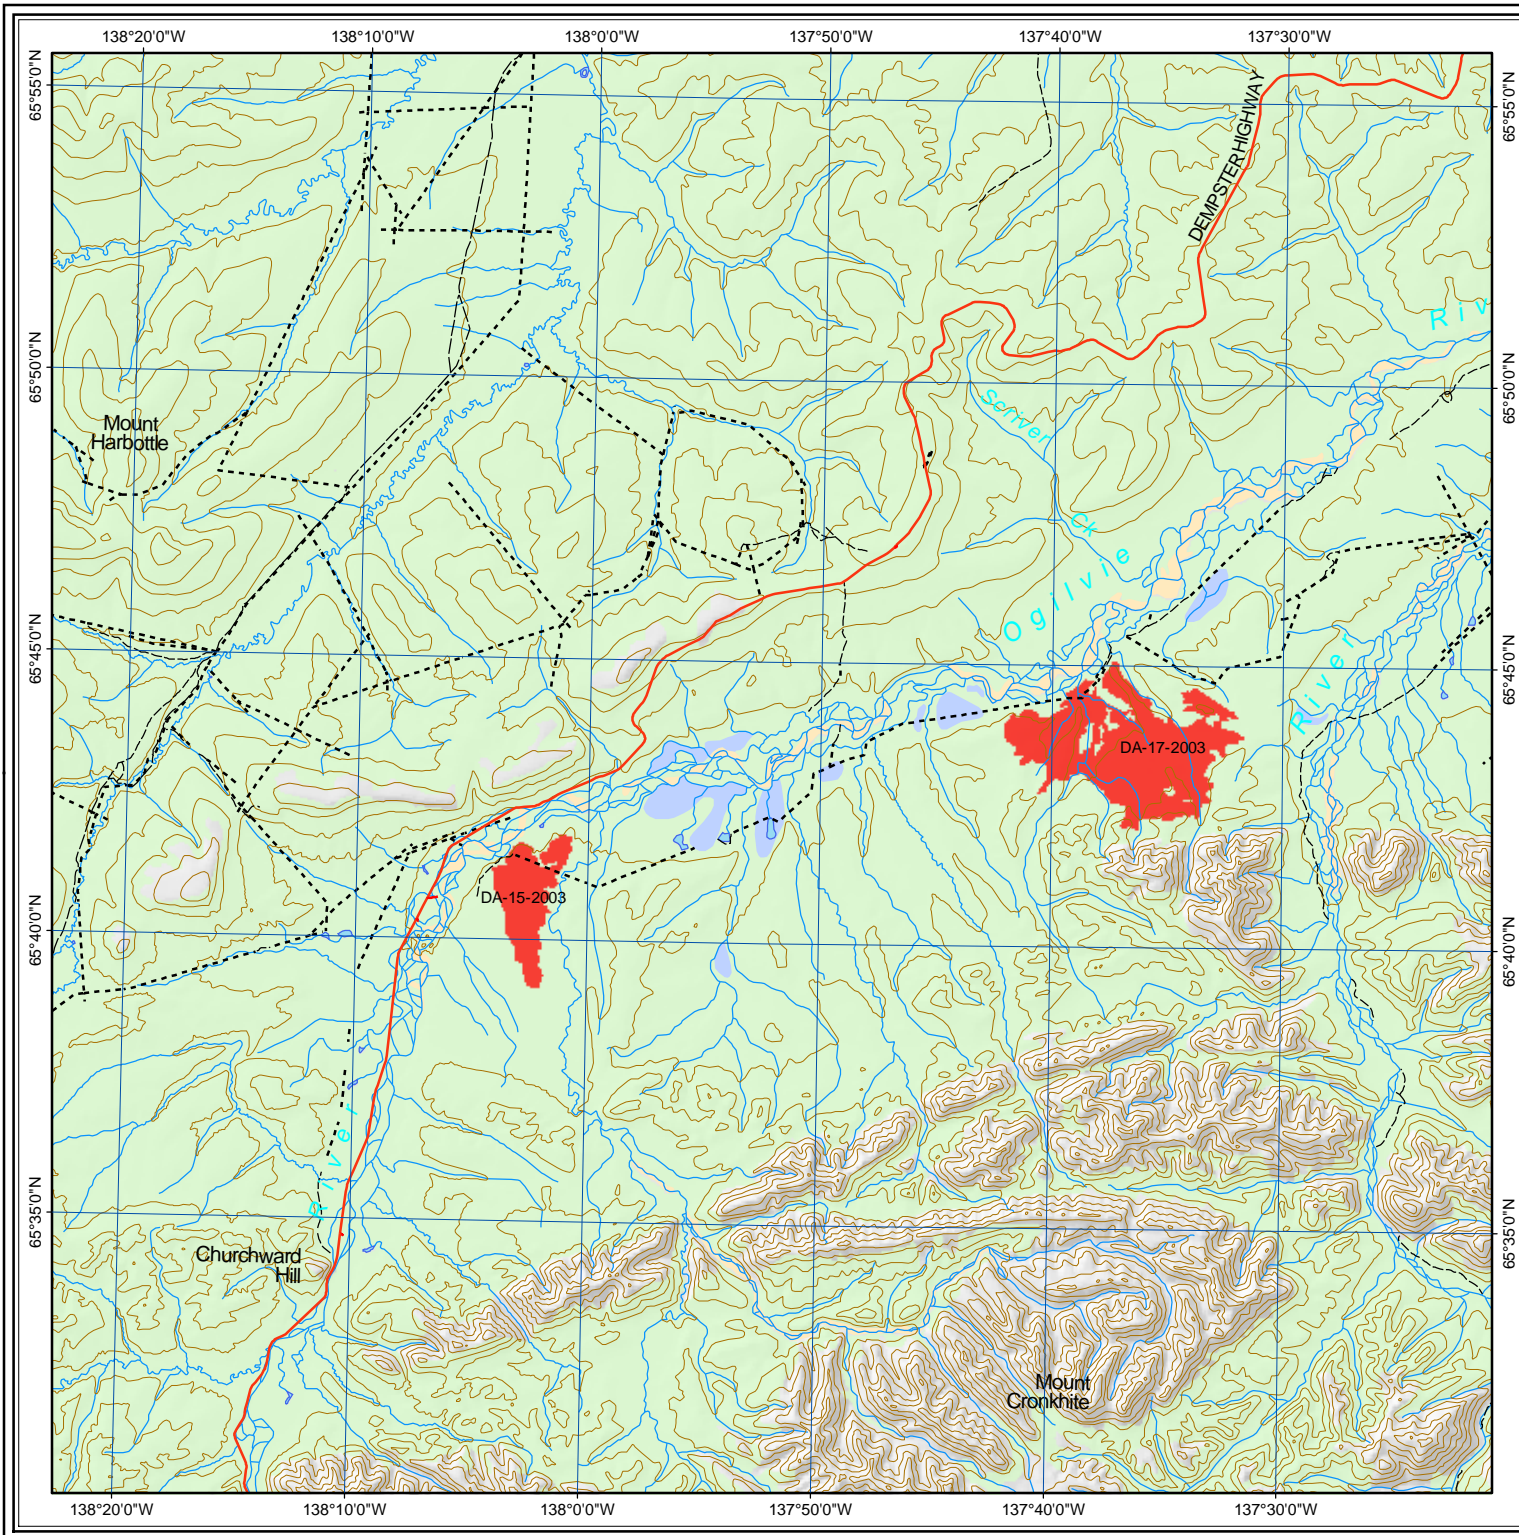 138°20'0"W 138°10'0"W 138°0'0"W 137°50'0"W 137°40'0"W 137°30'0"W
65°55'0"N
65°55'0"N
DEMPSTER HIGHWAY
Riv
65°50'0"N
65°50'0"N
Mount
Harbottle
Scriver
Ck
Ogilvie
65°45'0"N
65°45'0"N
River
DA-17-2003
DA-15-2003
65°40'0"N
65°40'0"N
River
65°35'0"N
65°35'0"N
Churchward
Hill
Mount
Cronkhite
138°20'0"W 138°10'0"W 138°0'0"W 137°50'0"W 137°40'0"W 137°30'0"W